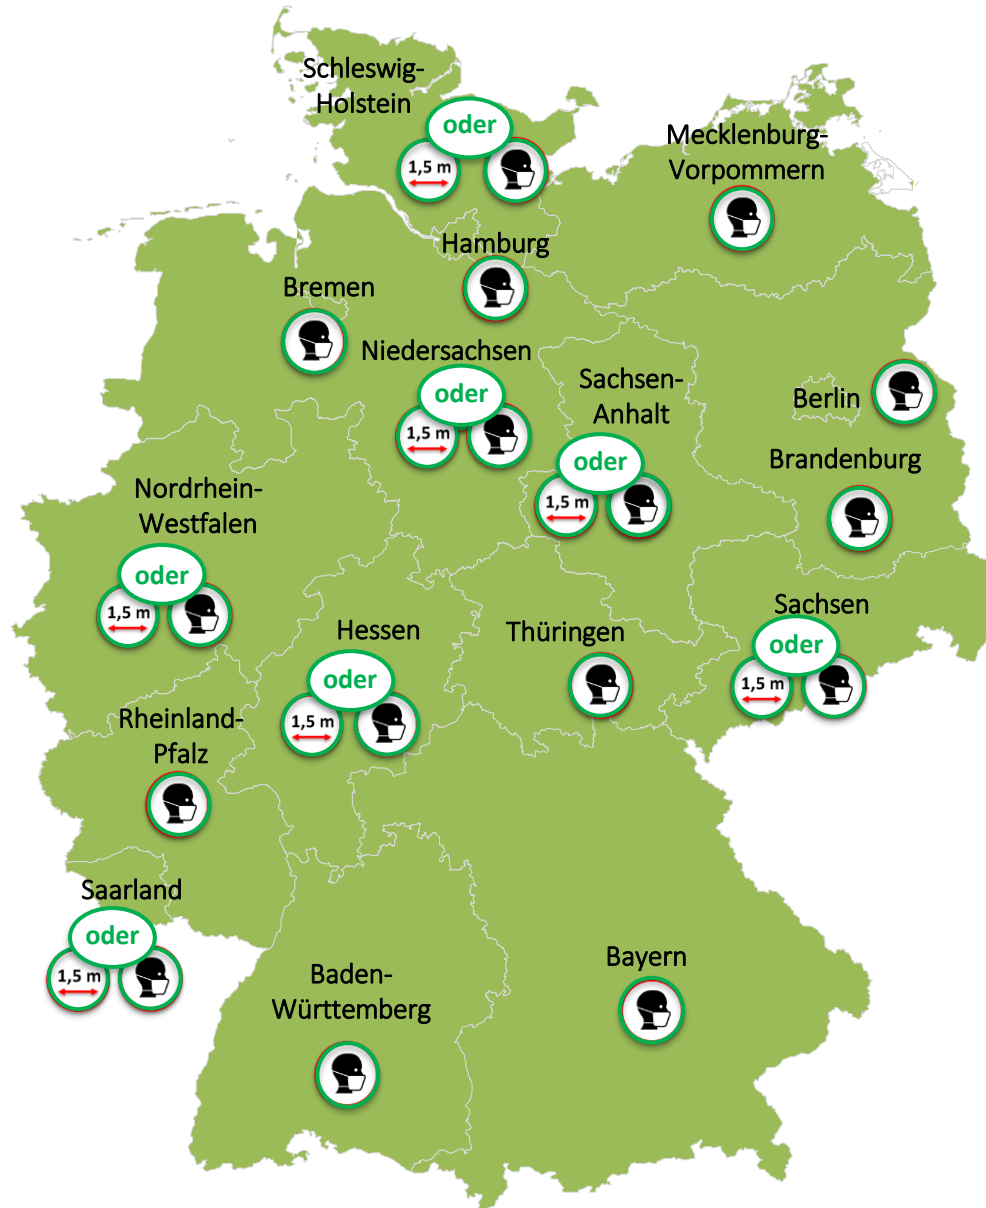 Schleswig-
Holstein
oder
1,5 m
Mecklenburg-
Vorpommern
Hamburg
Bremen
Niedersachsen
oder
1,5 m
Sachsen-
Anhalt
oder
1,5 m
Berlin
Brandenburg
Nordrhein-
Westfalen
oder
1,5 m
Hessen
oder
1,5 m
Thüringen
Sachsen
oder
1,5 m
Rheinland-
Pfalz
Saarland
oder
1,5 m
Baden-
Württemberg
Bayern